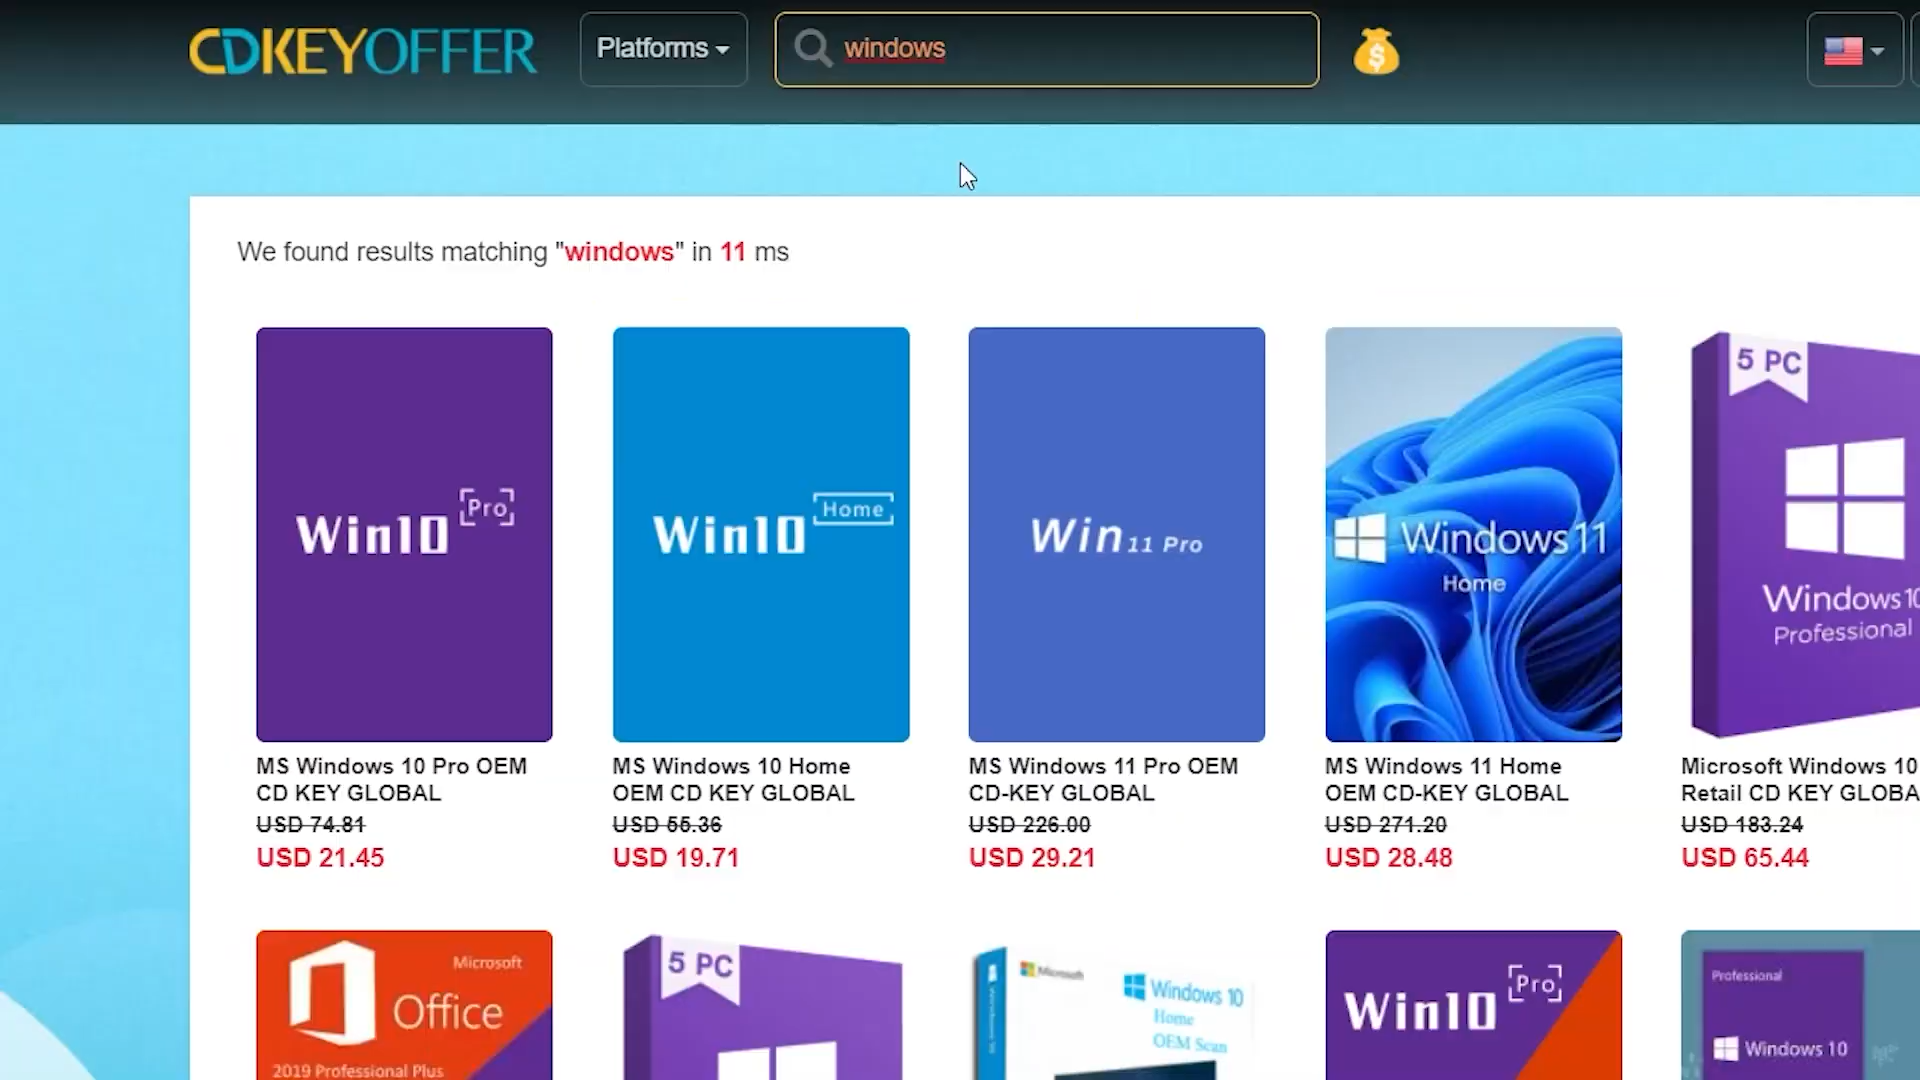 CDKEYOFFER
Platforms
windows
We found results matching "windows" in 11 ms
Win10 Pro
Win10 Home
Win 11 Pro
Windows 11
Home
5 PC
Windows 10
Professional
MS Windows 10 Pro OEM
CD KEY GLOBAL
USD 74.81
USD 21.45
MS Windows 10 Home
OEM CD KEY GLOBAL
USD 55.36
USD 19.71
MS Windows 11 Pro OEM
CD-KEY GLOBAL
USD 226.00
USD 29.21
MS Windows 11 Home
OEM CD-KEY GLOBAL
USD 271.20
USD 28.48
Microsoft Windows 10
Retail CD KEY GLOBA
USD 183.24
USD 65.44
Microsoft
Office
2019 Professional Plus
5 PC
Microsoft
Windows 10
Home
OEM Scan
Win10 Pro
Professional
Windows 10